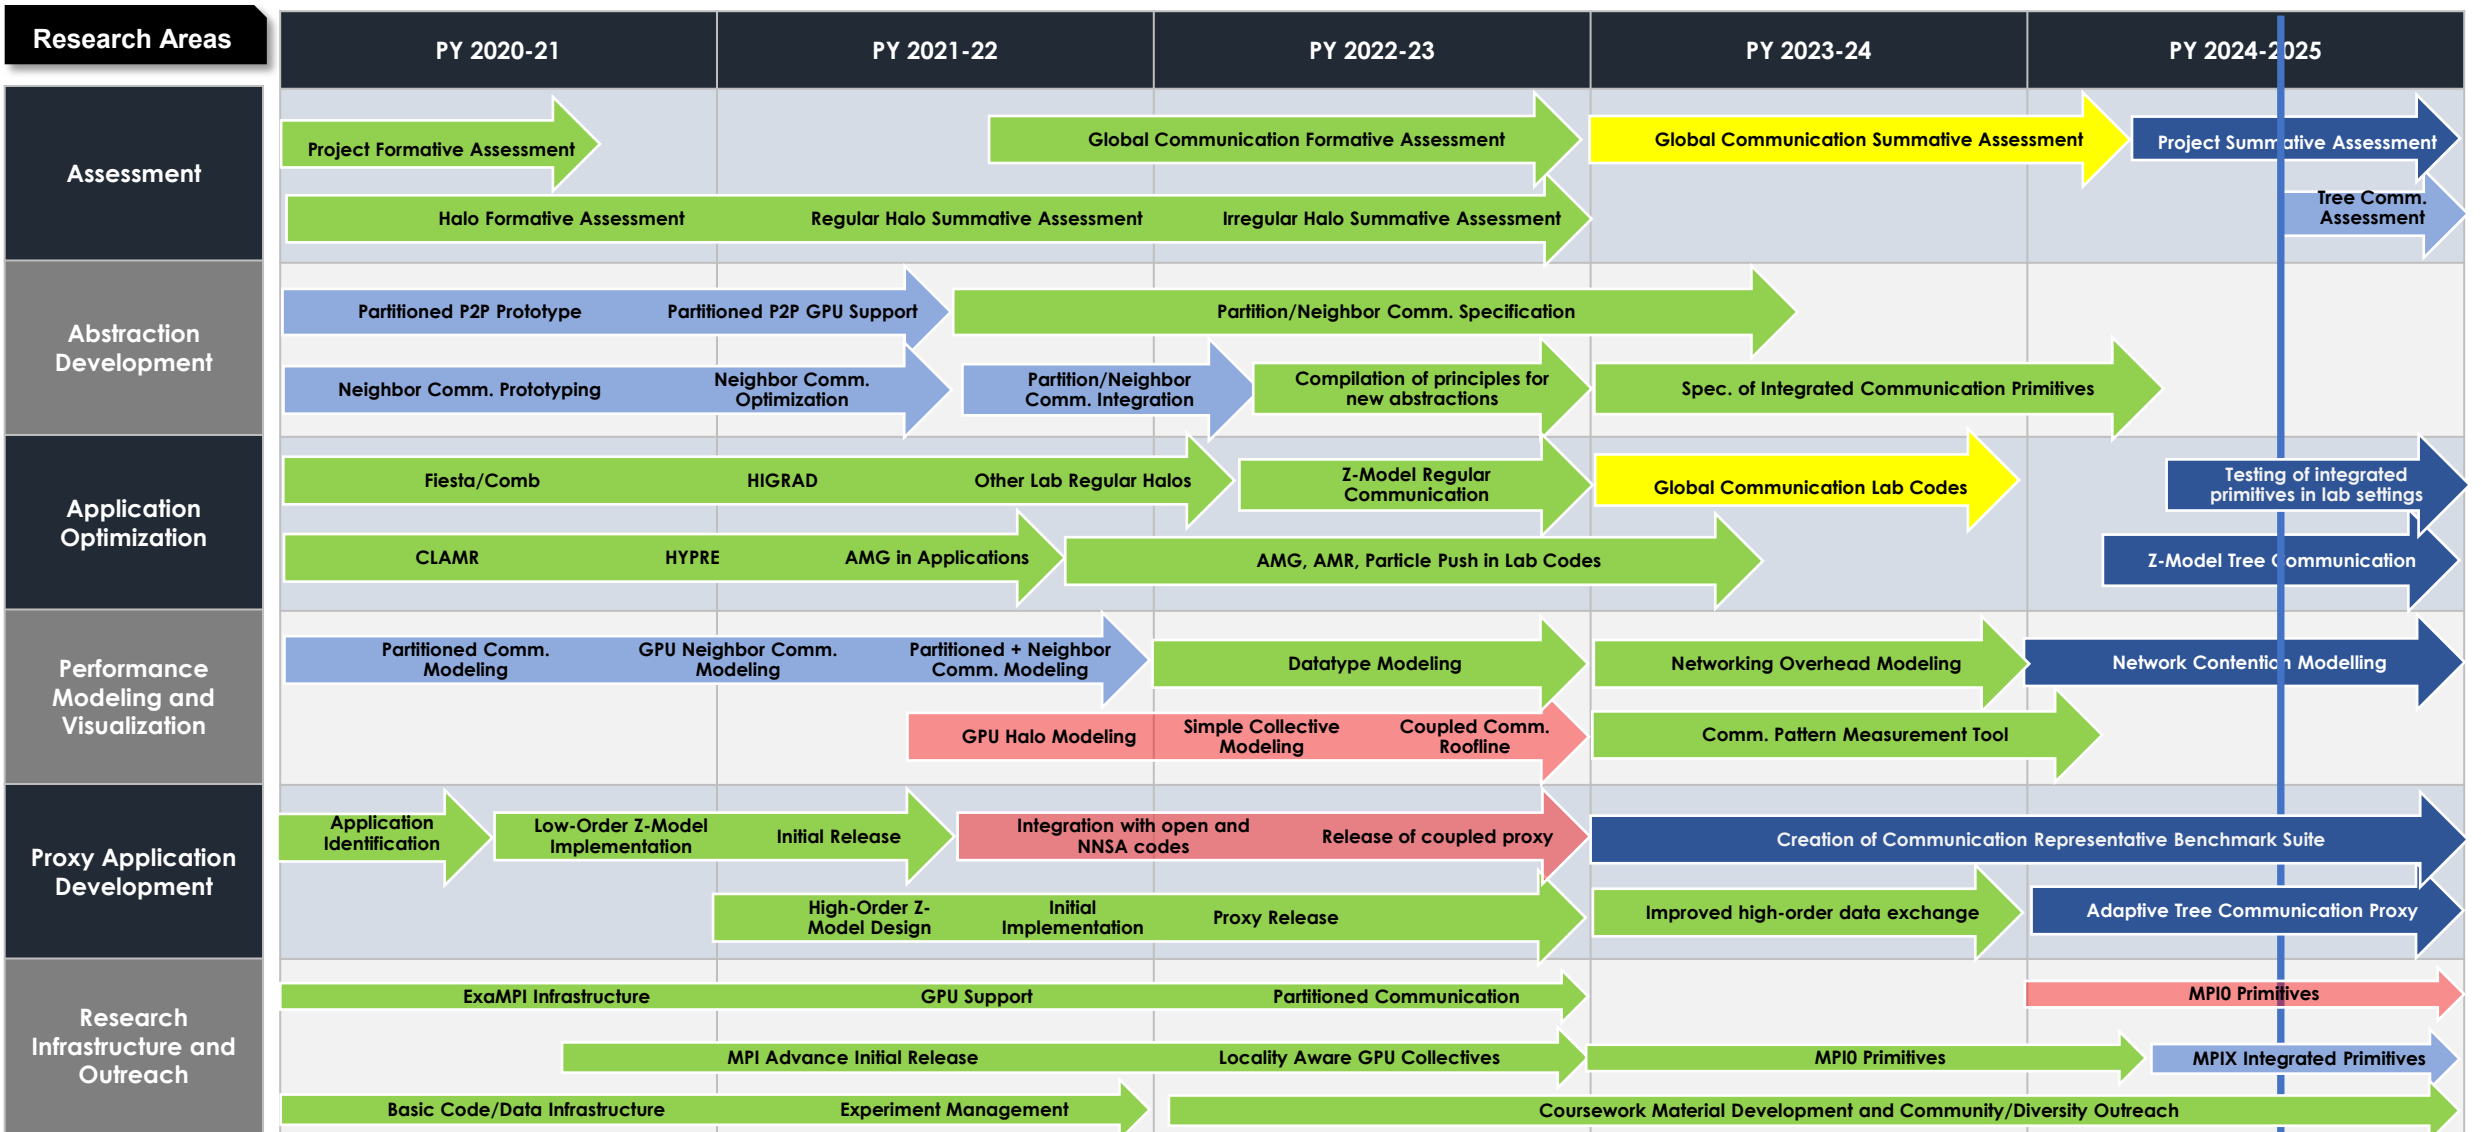 Research Areas
PY 2020-21
PY 2021-22
PY 2022-23
PY 2023-24
PY 2024-2025
Assessment
Project Formative Assessment
Global Communication Formative Assessment
Global Communication Summative Assessment
Project Summative Assessment
Halo Formative Assessment
Regular Halo Summative Assessment
Irregular Halo Summative Assessment
Tree Comm.
Assessment
Abstraction
Development
Partitioned P2P Prototype
Partitioned P2P GPU Support
Partition/Neighbor Comm. Specification
Neighbor Comm. Prototyping
Neighbor Comm.
Optimization
Partition/Neighbor
Comm. Integration
Compilation of principles for
new abstractions
Spec. of Integrated Communication Primitives
Application
Optimization
Fiesta/Comb
HIGRAD
Other Lab Regular Halos
Z-Model Regular
Communication
Global Communication Lab Codes
Testing of integrated
primitives in lab settings
CLAMR
HYPRE
AMG in Applications
AMG, AMR, Particle Push in Lab Codes
Z-Model Tree Communication
Performance
Modeling and
Visualization
Partitioned Comm.
Modeling
GPU Neighbor Comm.
Modeling
Partitioned + Neighbor
Comm. Modeling
Datatype Modeling
Networking Overhead Modeling
Network Contention Modelling
GPU Halo Modeling
Simple Collective
Modeling
Coupled Comm.
Roofline
Comm. Pattern Measurement Tool
Proxy Application
Development
Application
Identification
Low-Order Z-Model
Implementation
Initial Release
Integration with open and
NNSA codes
Release of coupled proxy
Creation of Communication Representative Benchmark Suite
High-Order Z-
Model Design
Initial
Implementation
Proxy Release
Improved high-order data exchange
Adaptive Tree Communication Proxy
Research
Infrastructure and
Outreach
ExaMPI Infrastructure
GPU Support
Partitioned Communication
MPI0 Primitives
MPI Advance Initial Release
Locality Aware GPU Collectives
MPI0 Primitives
MPIX Integrated Primitives
Basic Code/Data Infrastructure
Experiment Management
Coursework Material Development and Community/Diversity Outreach